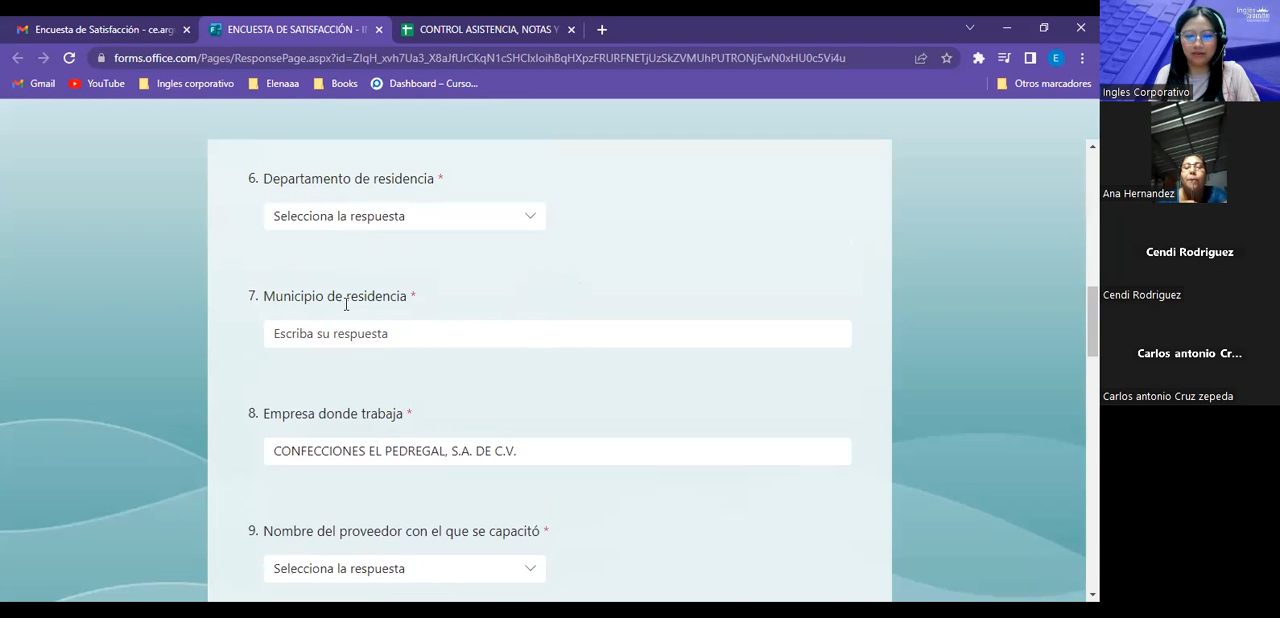 Encuesta de Satisfacción - ce.arg
ENCUESTA DE SATISFACCIÓN - I
CONTROL ASISTENCIA, NOTAS Y
forms.office.com/Pages/ResponsePage.aspx?id=ZIqH_xvh7Ua3_X8aJfUrCKqN1cSHCIxIoihBqHXpzFRURFNETjUzSkZVMUhPUTRONjEwN0xHU0c5Vi4u
E
Gmail
YouTube
Ingles corporativo
Elenaaa
Books
Dashboard – Curso...
Otros marcadores
6. Departamento de residencia *
Selecciona la respuesta
7. Municipio de residencia *
Escriba su respuesta
8. Empresa donde trabaja *
CONFECCIONES EL PEDREGAL, S.A. DE C.V.
9. Nombre del proveedor con el que se capacitó *
Selecciona la respuesta
Ingles Corporativo
Ana Hernandez
Cendi Rodriguez
Cendi Rodriguez
Carlos antonio Cr...
Carlos antonio Cruz zepeda